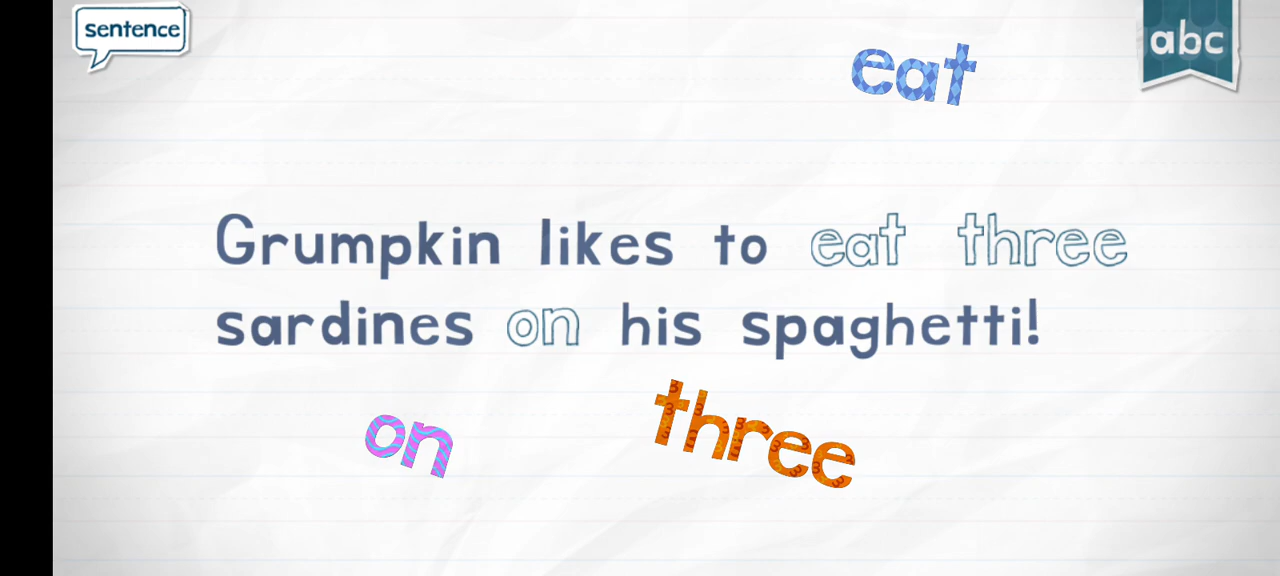 sentence
abc
eat
Grumpkin likes to eat three
sardines on his spaghetti!
on
three